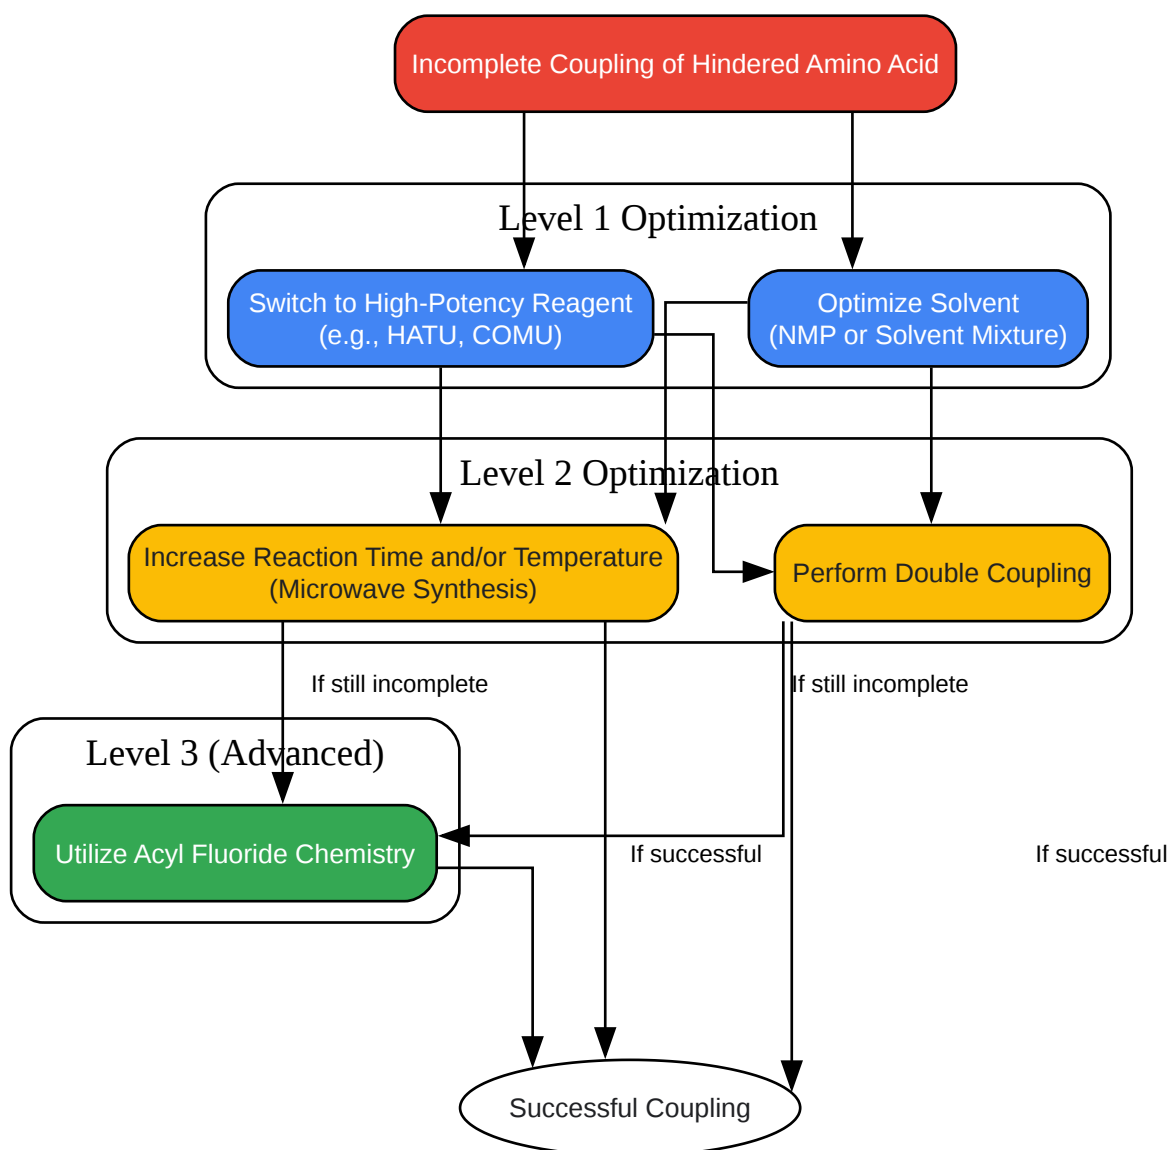 Incomplete Coupling of Hindered Amino Acid
Level 1 Optimization
Switch to High-Potency Reagent
(e.g., HATU, COMU)
Optimize Solvent
(NMP or Solvent Mixture)
Level 2 Optimization
Increase Reaction Time and/or Temperature
(Microwave Synthesis)
Perform Double Coupling
If still incomplete
If still incomplete
Level 3 (Advanced)
Utilize Acyl Fluoride Chemistry
If successful
If successful
Successful Coupling